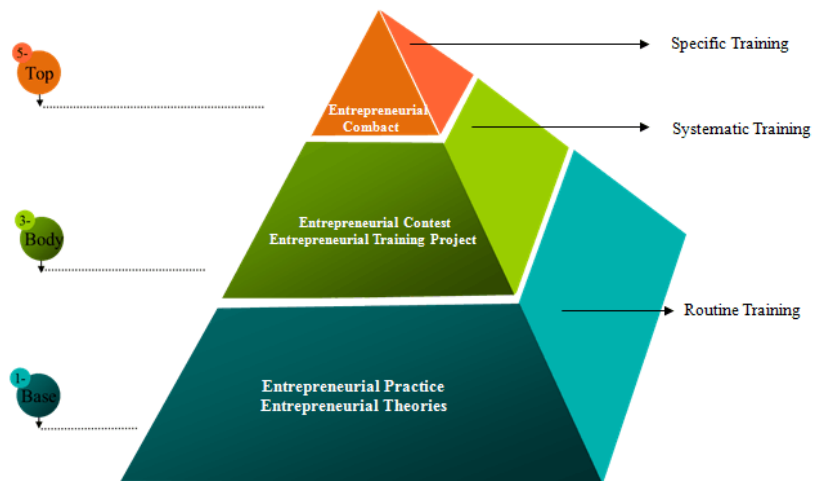 5-
Top
Specific Training
Entrepreneurial
Combact
Systematic Training
3-
Body
Entrepreneurial Contest
Entrepreneurial Training Project
Routine Training
1-
Base
Entrepreneurial Practice
Entrepreneurial Theories